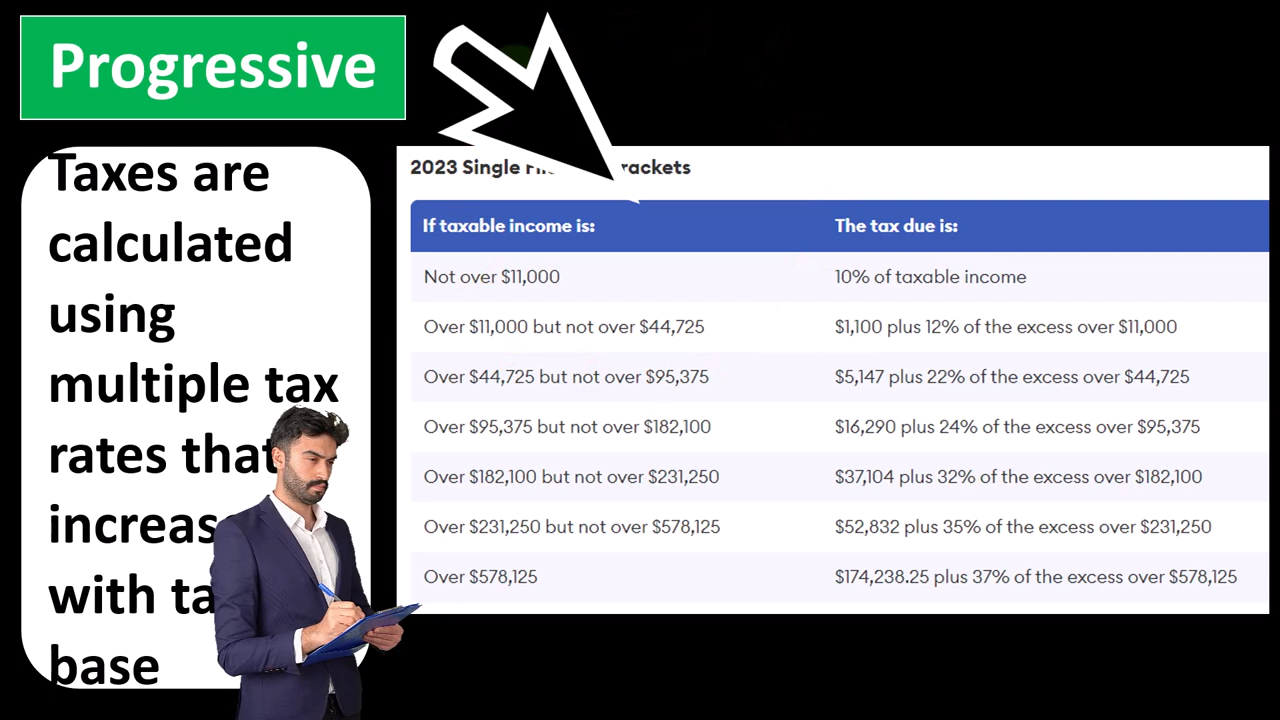 Progressive
Taxes are
calculated
using
multiple tax
rates that
increas
with ta
base
2023 Single Fi rackets
If taxable income is: The tax due is:
Not over $11,000 10% of taxable income
Over $11,000 but not over $44,725 $1,100 plus 12% of the excess over $11,000
Over $44,725 but not over $95,375 $5,147 plus 22% of the excess over $44,725
Over $95,375 but not over $182,100 $16,290 plus 24% of the excess over $95,375
Over $182,100 but not over $231,250 $37,104 plus 32% of the excess over $182,100
Over $231,250 but not over $578,125 $52,832 plus 35% of the excess over $231,250
Over $578,125 $174,238.25 plus 37% of the excess over $578,125